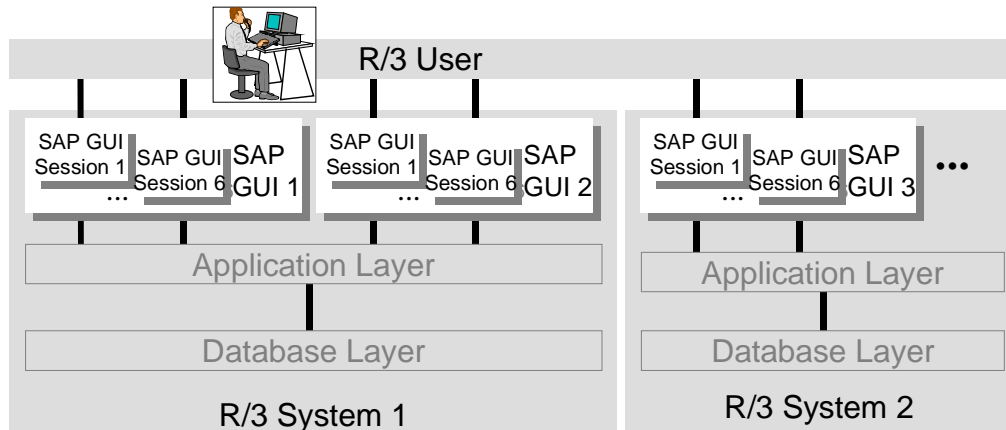 R/3 User
SAP GUI
Session 1
SAP GUI
Session 6
...
SAP
GUI 1
SAP GUI
Session 1
SAP GUI
Session 6
...
SAP
GUI 2
SAP GUI
Session 1
SAP GUI
Session 6
...
SAP
GUI 3
...
Application Layer
Application Layer
Database Layer
Database Layer
R/3 System 1
R/3 System 2